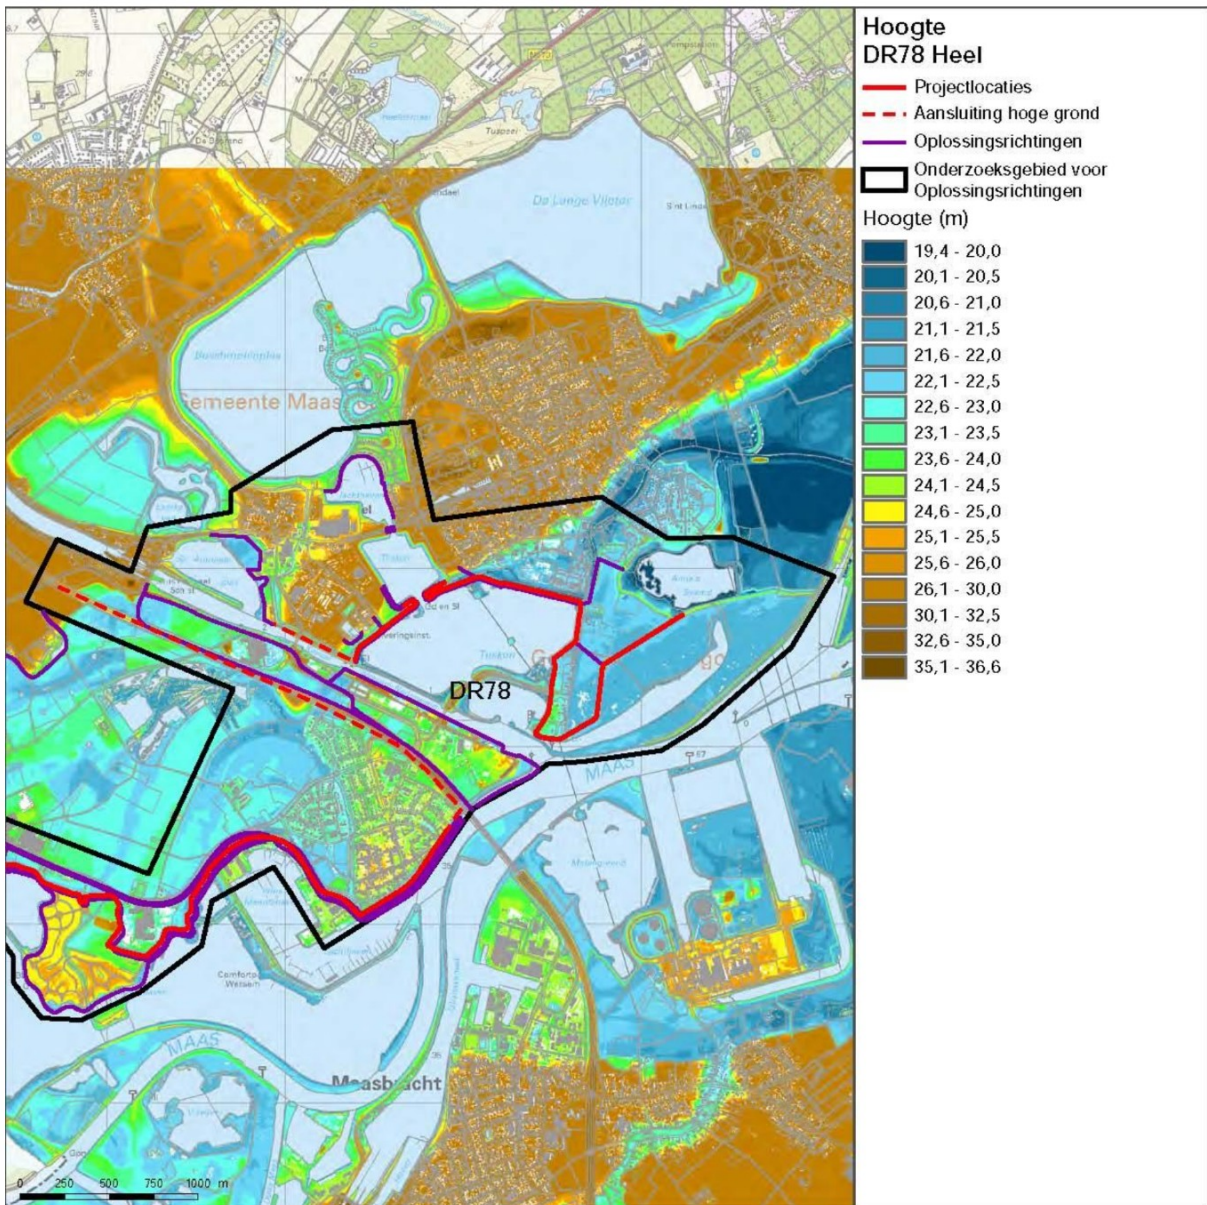 Hoogte
DR78 Heel
Projectlocaties
Aansluiting hoge grond
Oplossingsrichtingen
Onderzoeksgebied voor
Oplossingsrichtingen
Hoogte (m)
19,4 - 20,0
20,1 - 20,5
20,6 - 21,0
21,1 - 21,5
21,6 - 22,0
22,1 - 22,5
22,6 - 23,0
23,1 - 23,5
23,6 - 24,0
24,1 - 24,5
24,6 - 25,0
25,1 - 25,5
25,6 - 26,0
26,1 - 30,0
30,1 - 32,5
32,6 - 35,0
35,1 - 36,6
De Lange Vlieter
Sint Linde
Gemeente Maas
DR78
MAAS
MAAS
Maasbracht
0 250 500 750 1000 m